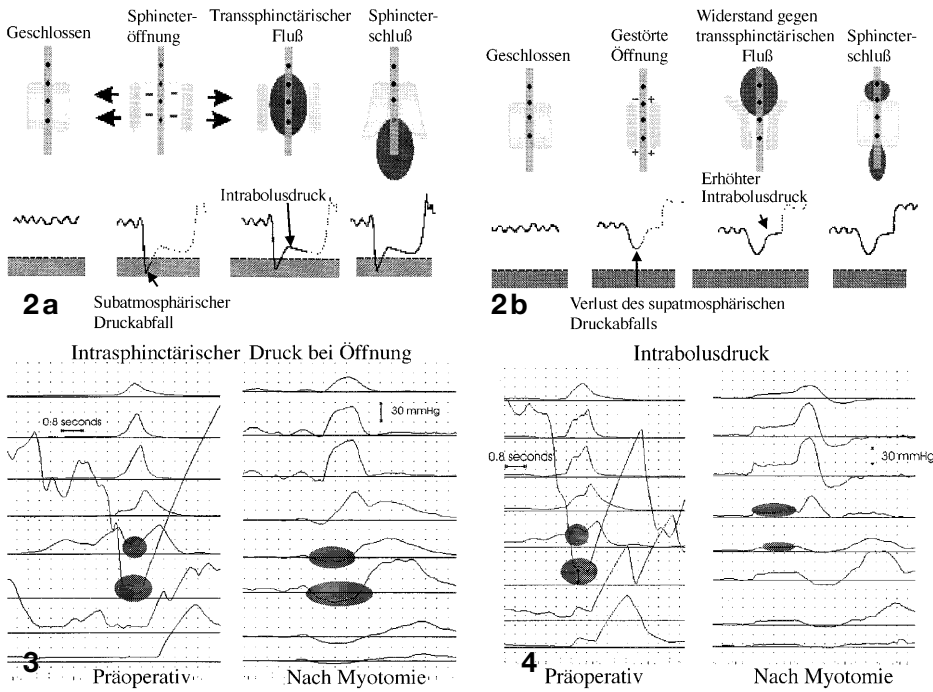 Geschlossen
Sphincter-
öffnung
Transsphinctärischer
Fluß
Sphincter-
schluß
Intrabolusdruck
Subatmosphärischer
Druckabfall
2a
Geschlossen
Gestörte
Öffnung
Widerstand gegen
transsphinctärischen
Fluß
Sphincter-
schluß
Erhöhter
Intrabolusdruck
Verlust des supatmosphärischen
Druckabfalls
2b
Intrasphinctärischer Druck bei Öffnung
0.8 seconds
30 mmHg
3
Präoperativ
Nach Myotomie
Intrabolusdruck
0.8 seconds
30 mmHg
4
Präoperativ
Nach Myotomie